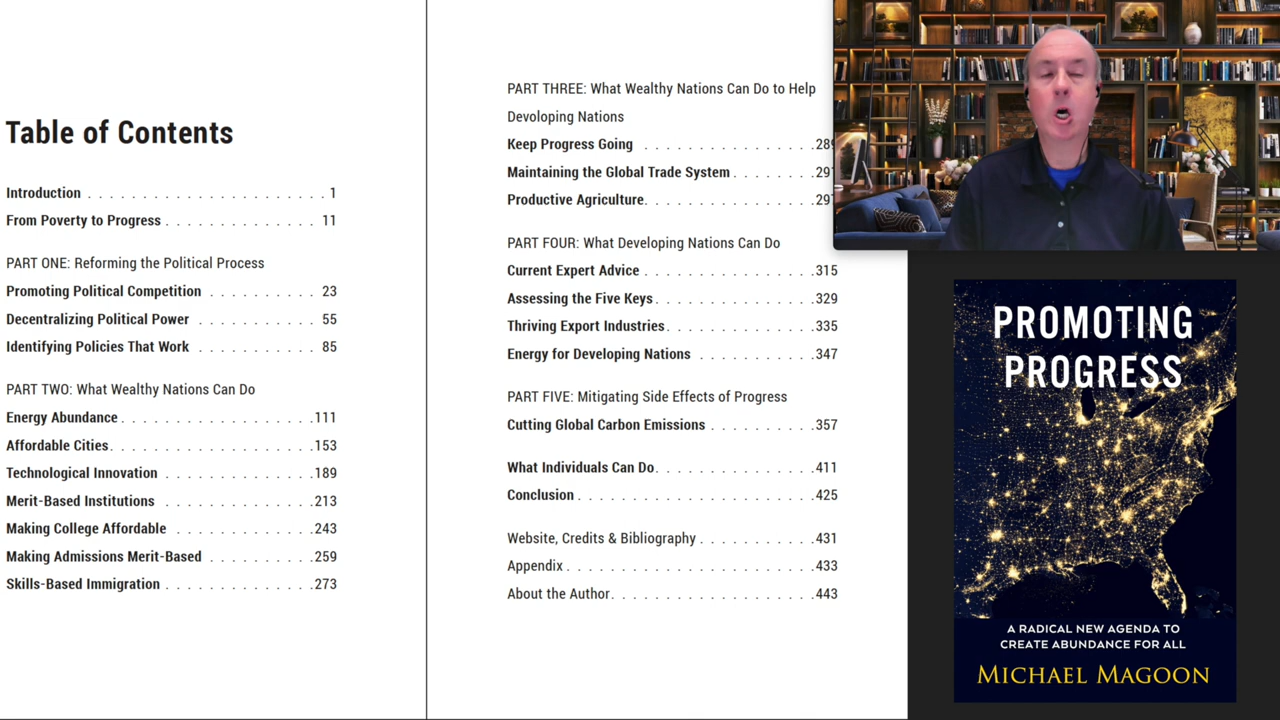 Table of Contents
Introduction . . . . . . . . . . . . . . . . . . . . . . . 1
From Poverty to Progress . . . . . . . . . . . . . . 11
PART ONE: Reforming the Political Process
Promoting Political Competition . . . . . . . . . . 23
Decentralizing Political Power . . . . . . . . . . . 55
Identifying Policies That Work . . . . . . . . . . . 85
PART TWO: What Wealthy Nations Can Do
Energy Abundance . . . . . . . . . . . . . . . . . . 111
Affordable Cities . . . . . . . . . . . . . . . . . . . 153
Technological Innovation . . . . . . . . . . . . . . 189
Merit-Based Institutions . . . . . . . . . . . . . . 213
Making College Affordable . . . . . . . . . . . . . 243
Making Admissions Merit-Based . . . . . . . . . . 259
Skills-Based Immigration . . . . . . . . . . . . . . 273
PART THREE: What Wealthy Nations Can Do to Help
Devoloping Nations
Keep Progress Going . . . . . . . . . . . . . . . . 289
Maintaining the Global Trade System . . . . . . . . 29
Productive Agriculture . . . . . . . . . . . . . . . 29
PART FOUR: What Developing Nations Can Do
Current Expert Advice . . . . . . . . . . . . . . . 315
Assessing the Five Keys . . . . . . . . . . . . . . 329
Thriving Export Industries . . . . . . . . . . . . . 335
Energy for Developing Nations . . . . . . . . . . . 347
PART FIVE: Mitigating Side Effects of Progress
Cutting Global Carbon Emissions . . . . . . . . . . 357
What Individuals Can Do . . . . . . . . . . . . . . 411
Conclusion . . . . . . . . . . . . . . . . . . . . . 425
Website, Credits & Bibliography . . . . . . . . . . 431
Appendix . . . . . . . . . . . . . . . . . . . . . . 433
About the Author . . . . . . . . . . . . . . . . . . 443
PROMOTING
PROGRESS
A RADICAL NEW AGENDA TO
CREATE ABUNDANCE FOR ALL
MICHAEL MAGOON